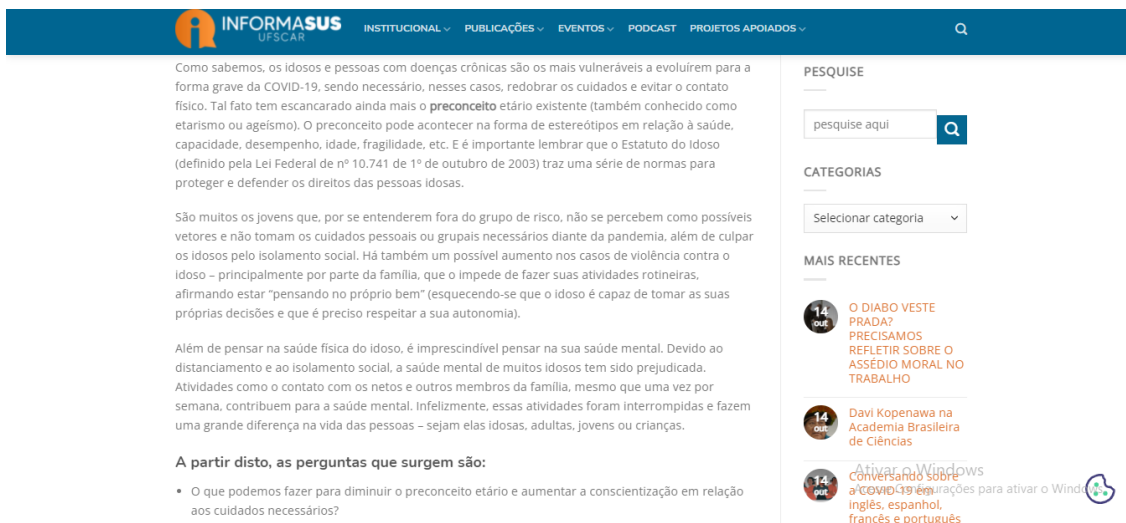 INFORMASUS
UFSCAR
INSTITUCIONAL
PUBLICAÇÕES
EVENTOS
PODCAST
PROJETOS APOIADOS
Como sabemos, os idosos e pessoas com doenças crônicas são os mais vulneráveis a evoluírem para a
forma grave da COVID-19, sendo necessário, nesses casos, redobrar os cuidados e evitar o contato
físico. Tal fato tem escancarado ainda mais o preconceito etário existente (também conhecido como
etarismo ou ageísmo). O preconceito pode acontecer na forma de estereótipos em relação à saúde,
capacidade, desempenho, idade, fragilidade, etc. E é importante lembrar que o Estatuto do Idoso
(definido pela Lei Federal de nº 10.741 de 1º de outubro de 2003) traz uma série de normas para
proteger e defender os direitos das pessoas idosas.
São muitos os jovens que, por se entenderem fora do grupo de risco, não se percebem como possíveis
vetores e não tomam os cuidados pessoais ou grupais necessários diante da pandemia, além de culpar
os idosos pelo isolamento social. Há também um possível aumento nos casos de violência contra o
idoso – principalmente por parte da família, que o impede de fazer suas atividades rotineiras,
afirmando estar “pensando no próprio bem” (esquecendo-se que o idoso é capaz de tomar as suas
próprias decisões e que é preciso respeitar a sua autonomia).
Além de pensar na saúde física do idoso, é imprescindível pensar na sua saúde mental. Devido ao
distanciamento e ao isolamento social, a saúde mental de muitos idosos tem sido prejudicada.
Atividades como o contato com os netos e outros membros da família, mesmo que uma vez por
semana, contribuem para a saúde mental. Infelizmente, essas atividades foram interrompidas e fazem
uma grande diferença na vida das pessoas – sejam elas idosas, adultas, jovens ou crianças.
A partir disto, as perguntas que surgem são:
• O que podemos fazer para diminuir o preconceito etário e aumentar a conscientização em relação
aos cuidados necessários?
PESQUISE
pesquise aqui
CATEGORIAS
Selecionar categoria
MAIS RECENTES
14
out
O DIABO VESTE
PRADA?
PRECISAMOS
REFLETIR SOBRE O
ASSÉDIO MORAL NO
TRABALHO
14
out
Davi Kopenawa na
Academia Brasileira
de Ciências
14
out
Conversando sobre
a COVID-19 em
inglês, espanhol,
francês e português
Ativar o Windows
Acesse Configurações para ativar o Windows.